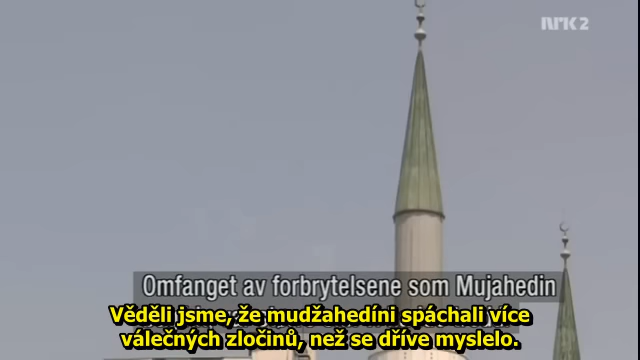 NRK2
Omfanget av forbrytelsene som Mujahedin
Věděli jsme, že mudžahedíni spáchali více
válečných zločinů, než se dříve myslelo.